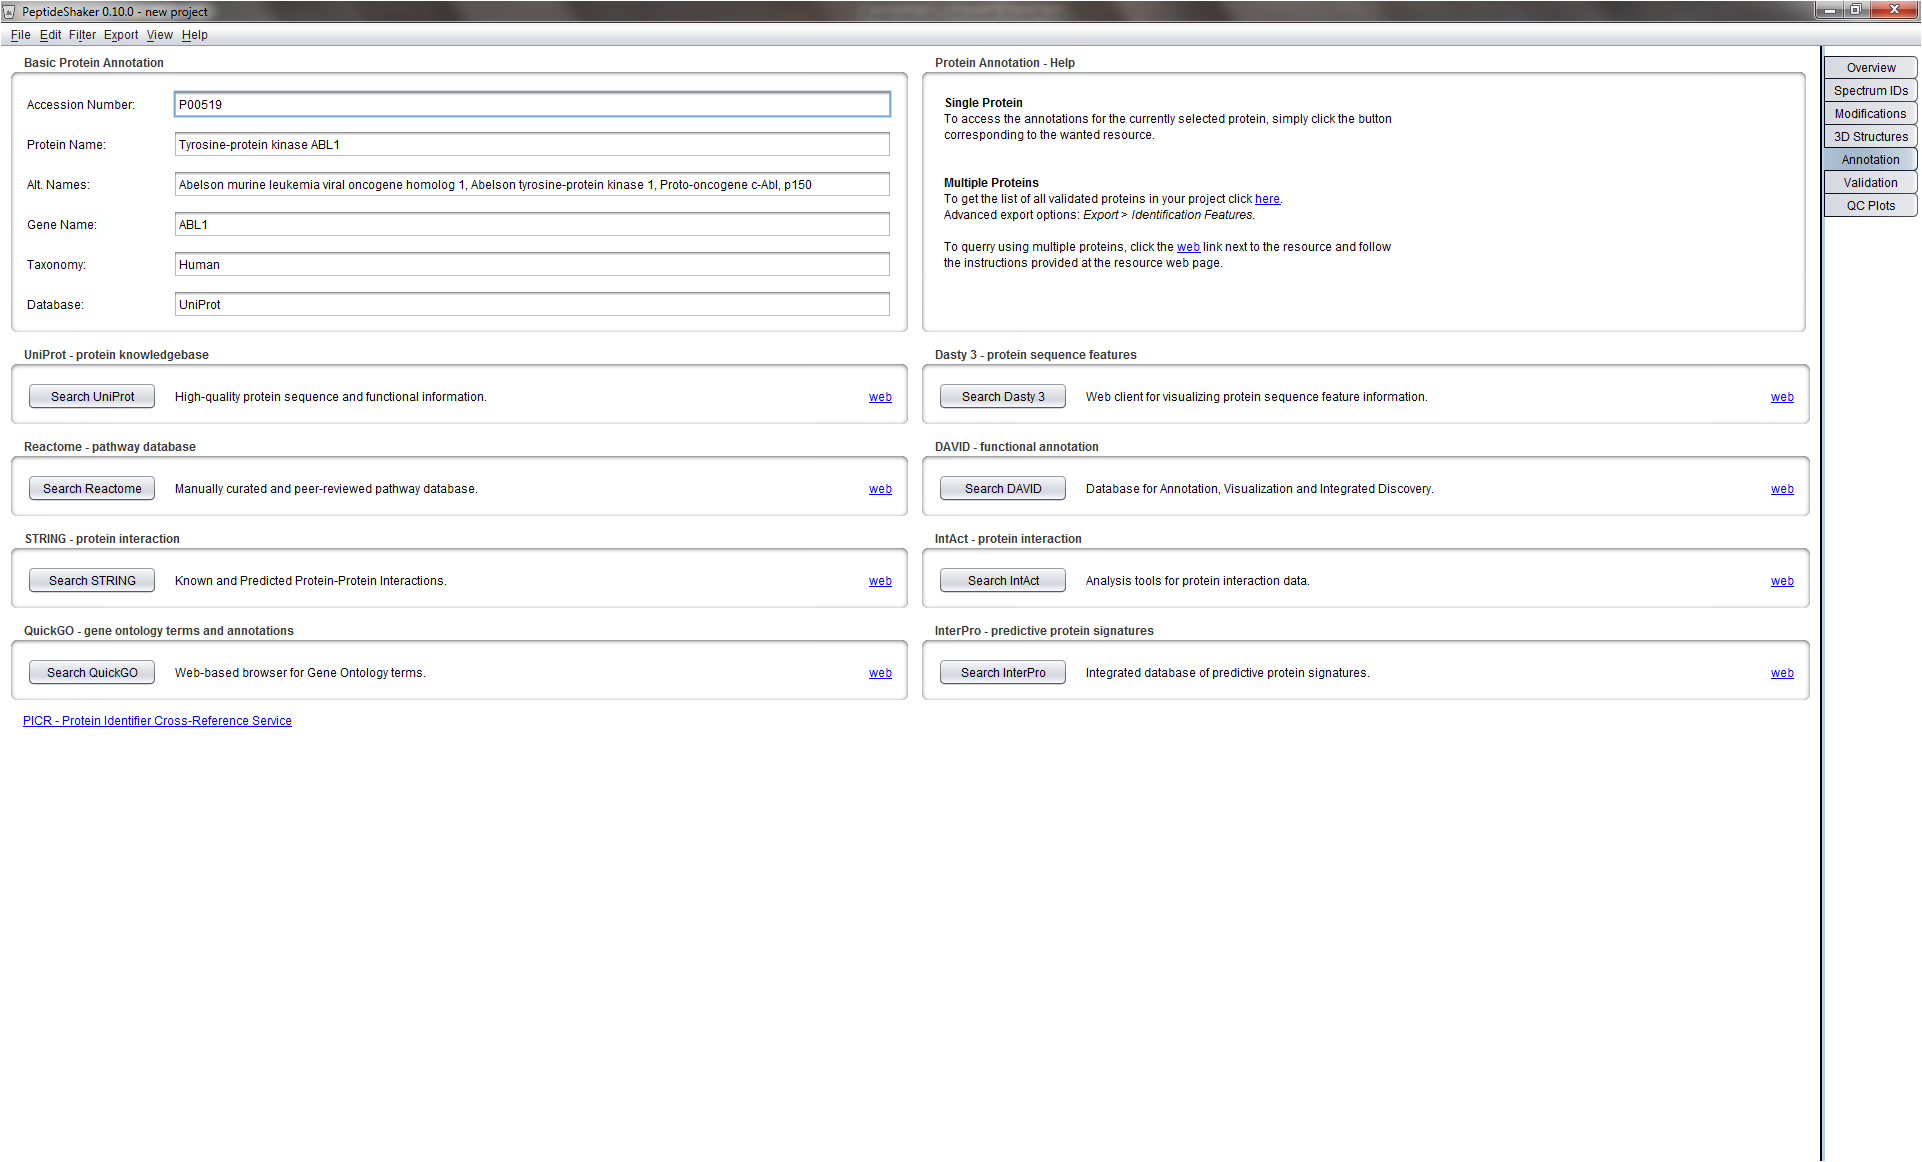 PeptideShaker 0.10.0 - new project
File Edit Filter Export View Help
Basic Protein Annotation
Accession Number: P00519
Protein Name: Tyrosine-protein kinase ABL1
Alt. Names: Abelson murine leukemia viral oncogene homolog 1, Abelson tyrosine-protein kinase 1, Proto-oncogene c-Abl, p150
Gene Name: ABL1
Taxonomy: Human
Database: UniProt
Protein Annotation - Help
Single Protein
To access the annotations for the currently selected protein, simply click the button
corresponding to the wanted resource.
Multiple Proteins
To get the list of all validated proteins in your project click here.
Advanced export options: Export > Identification Features.
To querry using multiple proteins, click the web link next to the resource and follow
the instructions provided at the resource web page.
Overview
Spectrum IDs
Modifications
3D Structures
Annotation
Validation
QC Plots
UniProt - protein knowledgebase
Search UniProt High-quality protein sequence and functional information. web
Dasty 3 - protein sequence features
Search Dasty 3 Web client for visualizing protein sequence feature information. web
Reactome - pathway database
Search Reactome Manually curated and peer-reviewed pathway database. web
DAVID - functional annotation
Search DAVID Database for Annotation, Visualization and Integrated Discovery. web
STRING - protein interaction
Search STRING Known and Predicted Protein-Protein Interactions. web
IntAct - protein interaction
Search IntAct Analysis tools for protein interaction data. web
QuickGO - gene ontology terms and annotations
Search QuickGO Web-based browser for Gene Ontology terms. web
InterPro - predictive protein signatures
Search InterPro Integrated database of predictive protein signatures. web
PICR - Protein Identifier Cross-Reference Service